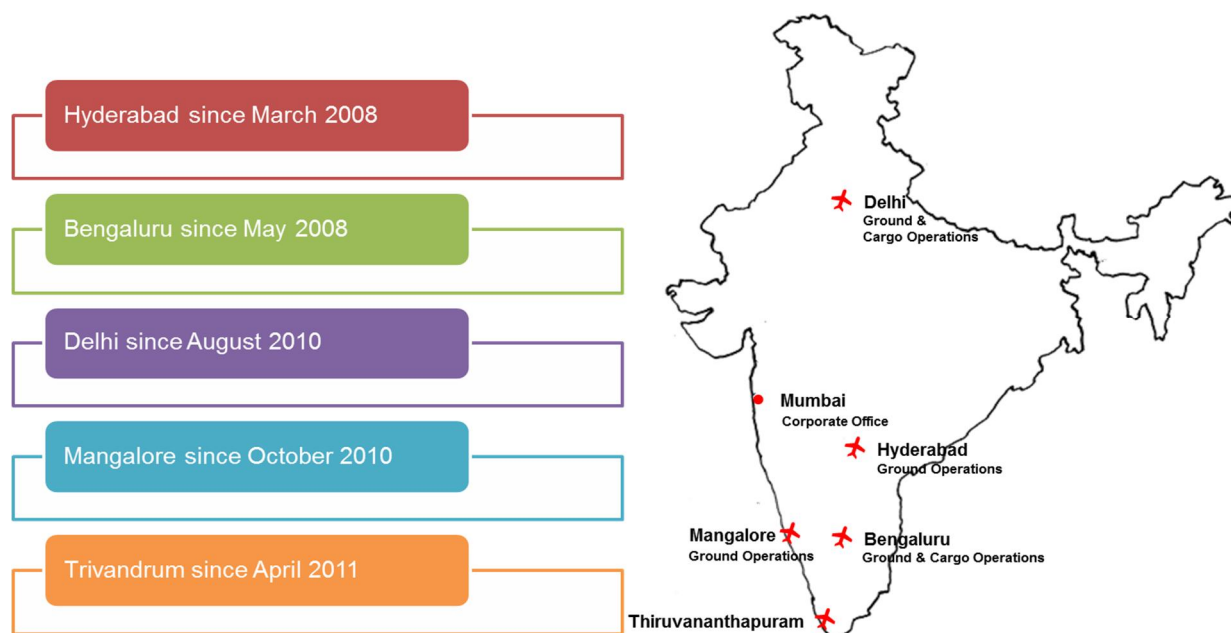 Hyderabad since March 2008
Bengaluru since May 2008
Delhi since August 2010
Mangalore since October 2010
Trivandrum since April 2011
Delhi
Ground &
Cargo Operations
Mumbai
Corporate Office
Hyderabad
Ground Operations
Mangalore
Ground Operations
Bengaluru
Ground & Cargo Operations
Thiruvananthapuram